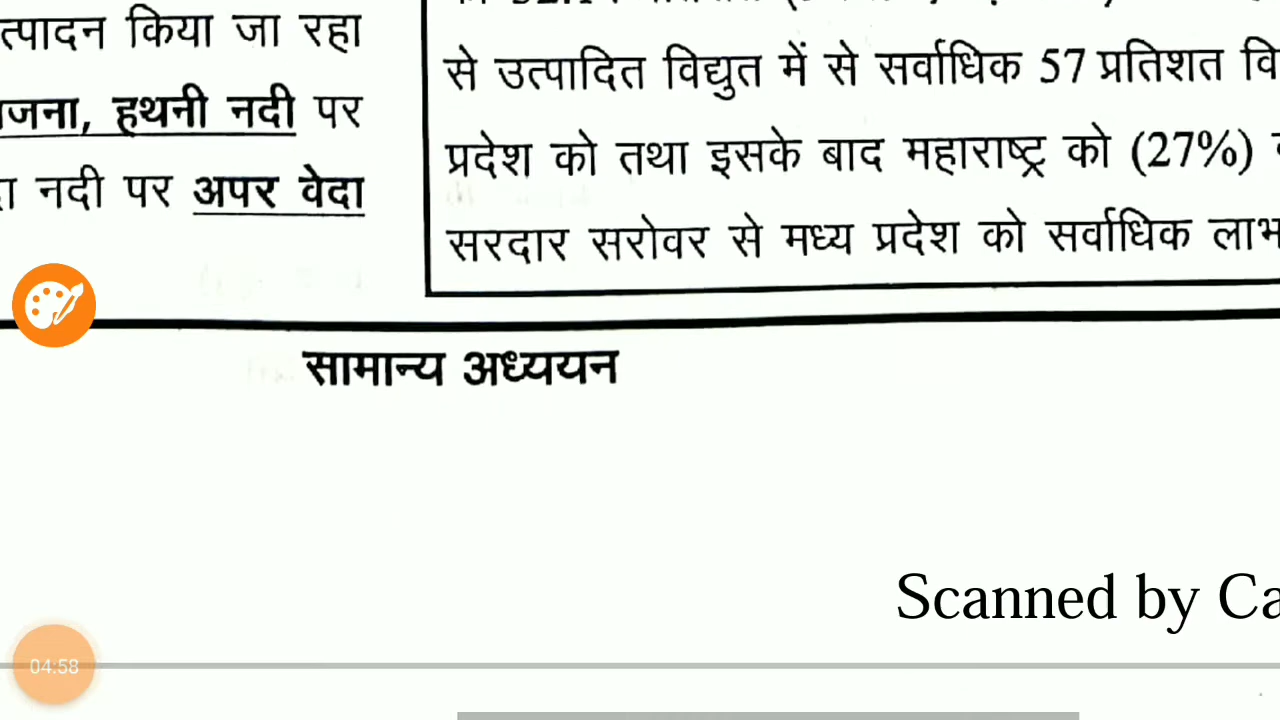 त्पादन किया जा रहा
जना, हथनी नदी पर
नदी पर अपर वेदा
से उत्पादित विद्युत में से सर्वाधिक 57 प्रतिशत वि
प्रदेश को तथा इसके बाद महाराष्ट्र को (27%)
सरदार सरोवर से मध्य प्रदेश को सर्वाधिक लाभ
सामान्य अध्ययन
Scanned by Ca
04:58